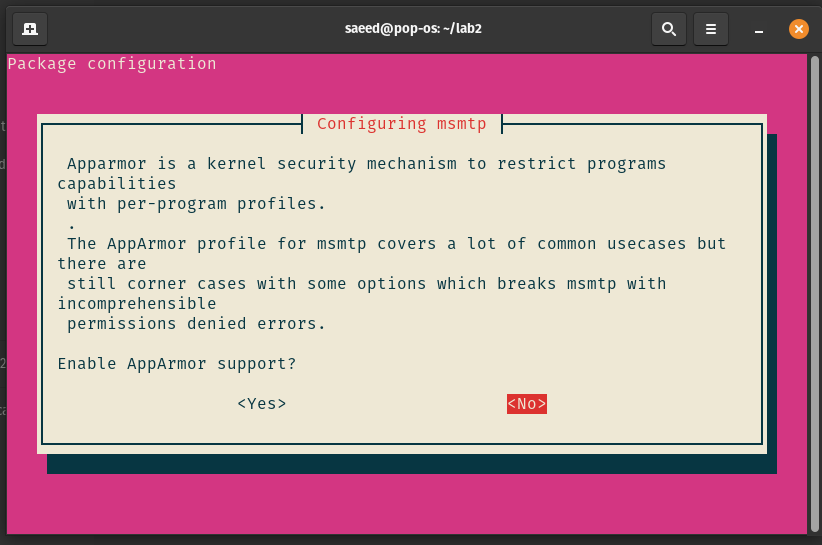 saeed@pop-os: ~/lab2
Package configuration
Configuring msmtp
Apparmor is a kernel security mechanism to restrict programs
capabilities
with per-program profiles.
.
The AppArmor profile for msmtp covers a lot of common usecases but
there are
still corner cases with some options which breaks msmtp with
incomprehensible
permissions denied errors.
Enable AppArmor support?
<Yes> <No>